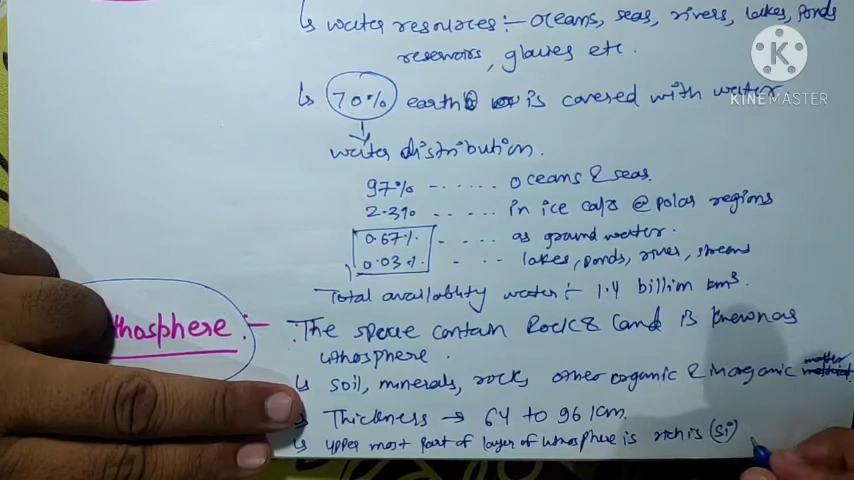 ↳ water resources:- oceans, seas, rivers, lakes, ponds
reservoirs, glaciers etc.
↳ 70% earth is covered with water
water distribution.
97% ------ oceans & seas.
2.3% ---- in ice caps @ polar regions
0.67% ---- as ground water.
0.03%. - -- lakes, ponds, rivers, streams
Total availability water:- 1.4 billion km³.
thosphere:- The space contain Rock & land is known as
lithosphere.
↳ soil, minerals, rocks other organic & inorganic
↳ Thickness → 64 to 96 km.
↳ upper most part of layer of lithosphere is rich is (Si)
K
KINEMASTER